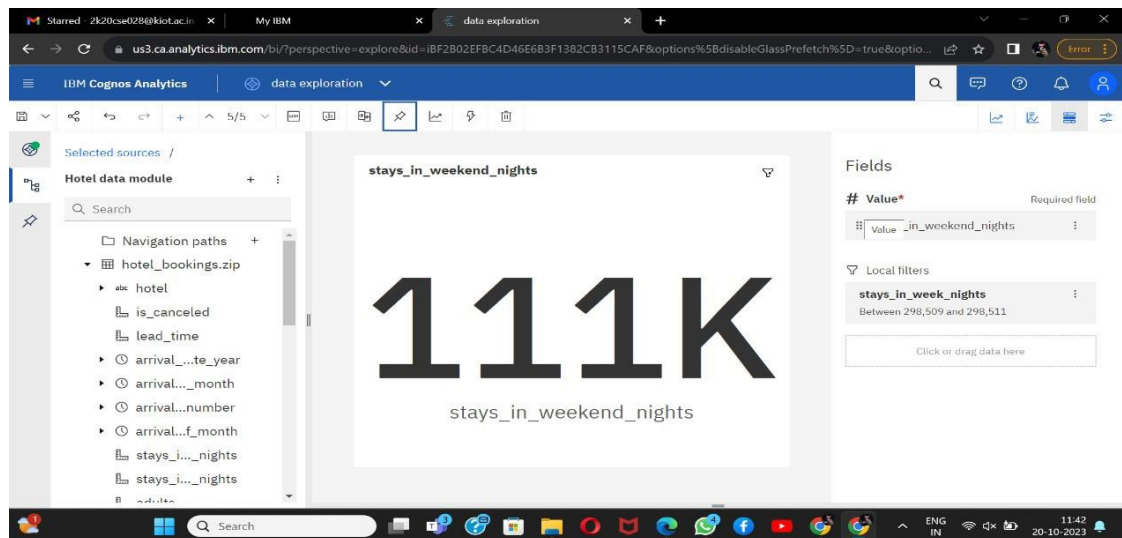 Starred - 2k20cse028@kiot.ac.in
My IBM
data exploration
us3.ca.analytics.ibm.com/bi/?perspective=explore&id=iBF2B02EFBC4D46E6B3F1382CB3115CAF&options%5BdisableGlassPrefetch%5D=true&optio...
Error
IBM Cognos Analytics
data exploration
5/5
Selected sources /
Hotel data module
Search
Navigation paths
hotel_bookings.zip
abc hotel
is_canceled
lead_time
arrival_...te_year
arrival..._month
arrival...number
arrival...f_month
stays_i..._nights
stays_i..._nights
adults
stays_in_weekend_nights
111K
stays_in_weekend_nights
Fields
# Value*
Required field
Value _in_weekend_nights
Local filters
stays_in_week_nights
Between 298,509 and 298,511
Click or drag data here
Search
ENG
IN
11:42
20-10-2023